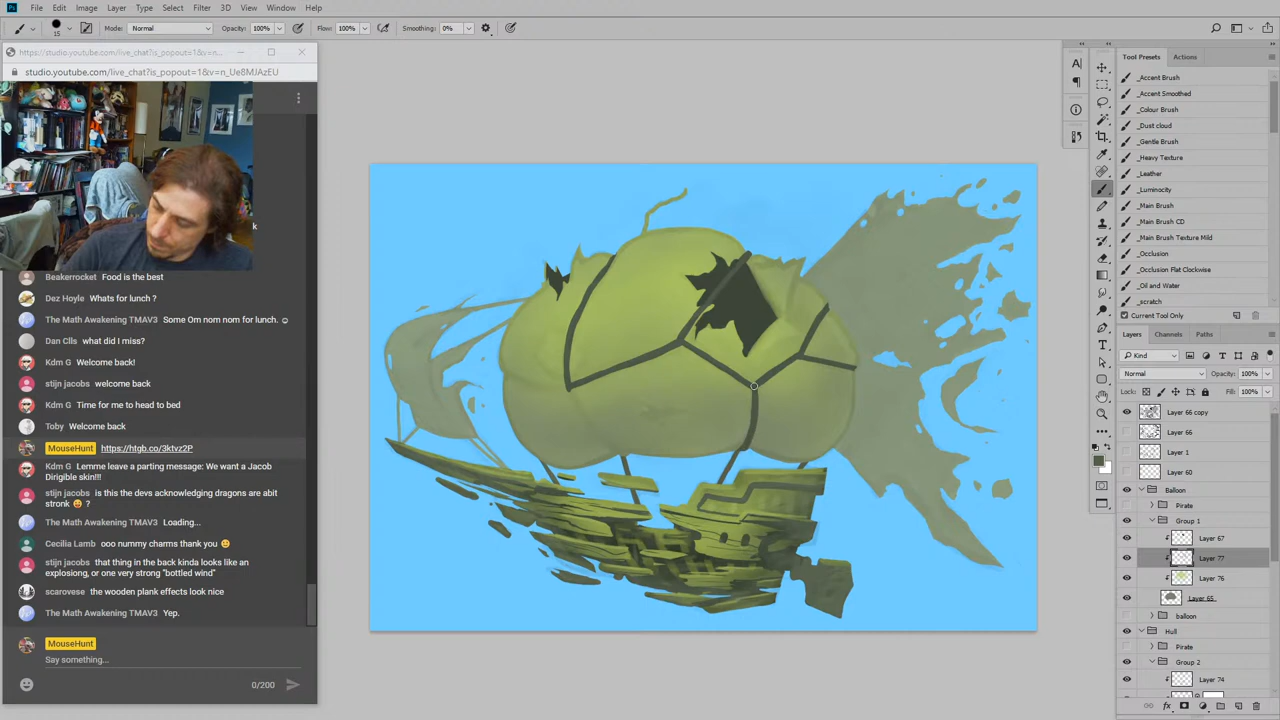 File Edit Image Layer Type Select Filter 3D View Window Help
15 Mode: Normal Opacity: 100% Flow: 100% Smoothing: 0%
https://studio.youtube.com/live_chat?is_popout=1&v=n_...
studio.youtube.com/live_chat?is_popout=1&v=n_Ue8MJAzEU
k
Beakerrocket Food is the best
Dez Hoyle Whats for lunch ?
The Math Awakening TMAV3 Some Om nom nom for lunch.
Dan Clls what did I miss?
Kdm G Welcome back!
stijn jacobs welcome back
Kdm G Time for me to head to bed
Toby Welcome back
MouseHunt https://htgb.co/3ktvz2P
Kdm G Lemme leave a parting message: We want a Jacob
Dirigible skin!!!
stijn jacobs is this the devs acknowledging dragons are abit
stronk ?
The Math Awakening TMAV3 Loading...
Cecilia Lamb ooo nummy charms thank you
stijn jacobs that thing in the back kinda looks like an
explosiong, or one very strong "bottled wind"
scarovese the wooden plank effects look nice
The Math Awakening TMAV3 Yep.
MouseHunt
Say something...
0/200
Tool Presets Actions
_Accent Brush
_Accent Smoothed
_Colour Brush
_Dust cloud
_Gentle Brush
_Heavy Texture
_Leather
_Luminocity
_Main Brush
_Main Brush CD
_Main Brush Texture Mild
_Occlusion
_Occlusion Flat Clockwise
_Oil and Water
_scratch
Current Tool Only
Layers Channels Paths
Kind
Normal Opacity: 100%
Lock: Fill: 100%
Layer 66 copy
Layer 66
Layer 1
Layer 60
Balloon
Pirate
Group 1
Layer 67
Layer 77
Layer 76
Layer 65
balloon
Hull
Pirate
Group 2
Layer 74